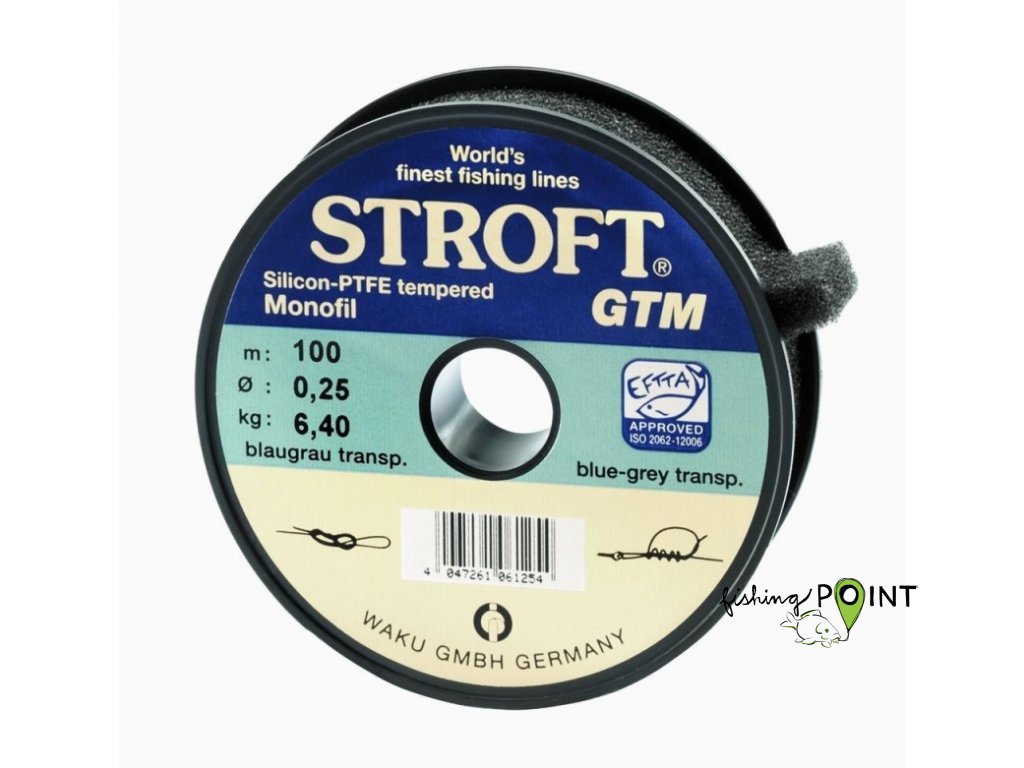 World's
finest fishing lines
STROFT®
GTM
Silicon-PTFE tempered
Monofil
m: 100
Ø : 0,25
kg: 6,40
blaugrau transp.
EFTTA
APPROVED
ISO 2062-12006
blue-grey transp.
4 047261 061254
WAKU GMBH GERMANY
fishing POINT